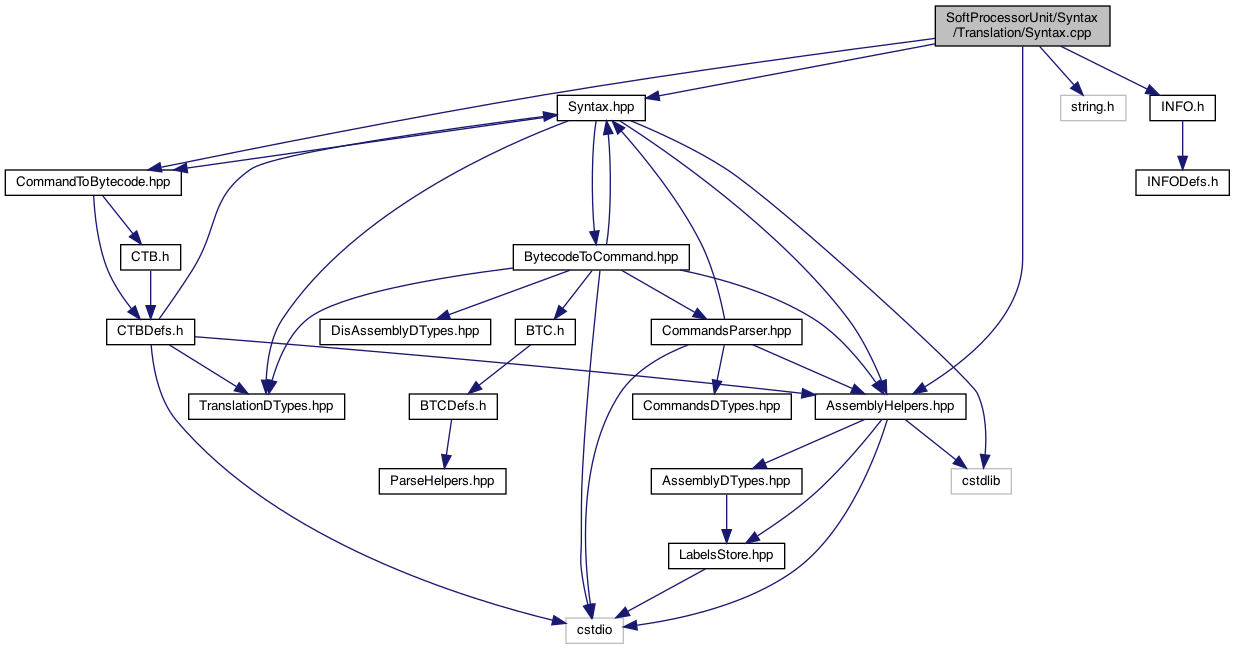 SoftProcessorUnit/Syntax
/Translation/Syntax.cpp
Syntax.hpp
string.h
INFO.h
CommandToBytecode.hpp
INFODefs.h
CTB.h
BytecodeToCommand.hpp
CTBDefs.h
DisAssemblyDTypes.hpp
BTC.h
CommandsParser.hpp
TranslationDTypes.hpp
BTCDefs.h
CommandsDTypes.hpp
AssemblyHelpers.hpp
ParseHelpers.hpp
AssemblyDTypes.hpp
cstdlib
LabelsStore.hpp
cstdio